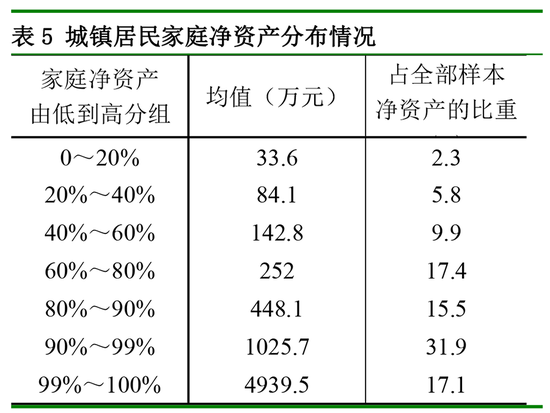 表 5 城镇居民家庭净资产分布情况
家庭净资产 由低到高分组 均值（万元） 占全部样本 净资产的比重
0～20% 33.6 2.3
20%～40% 84.1 5.8
40%～60% 142.8 9.9
60%～80% 252 17.4
80%～90% 448.1 15.5
90%～99% 1025.7 31.9
99%～100% 4939.5 17.1